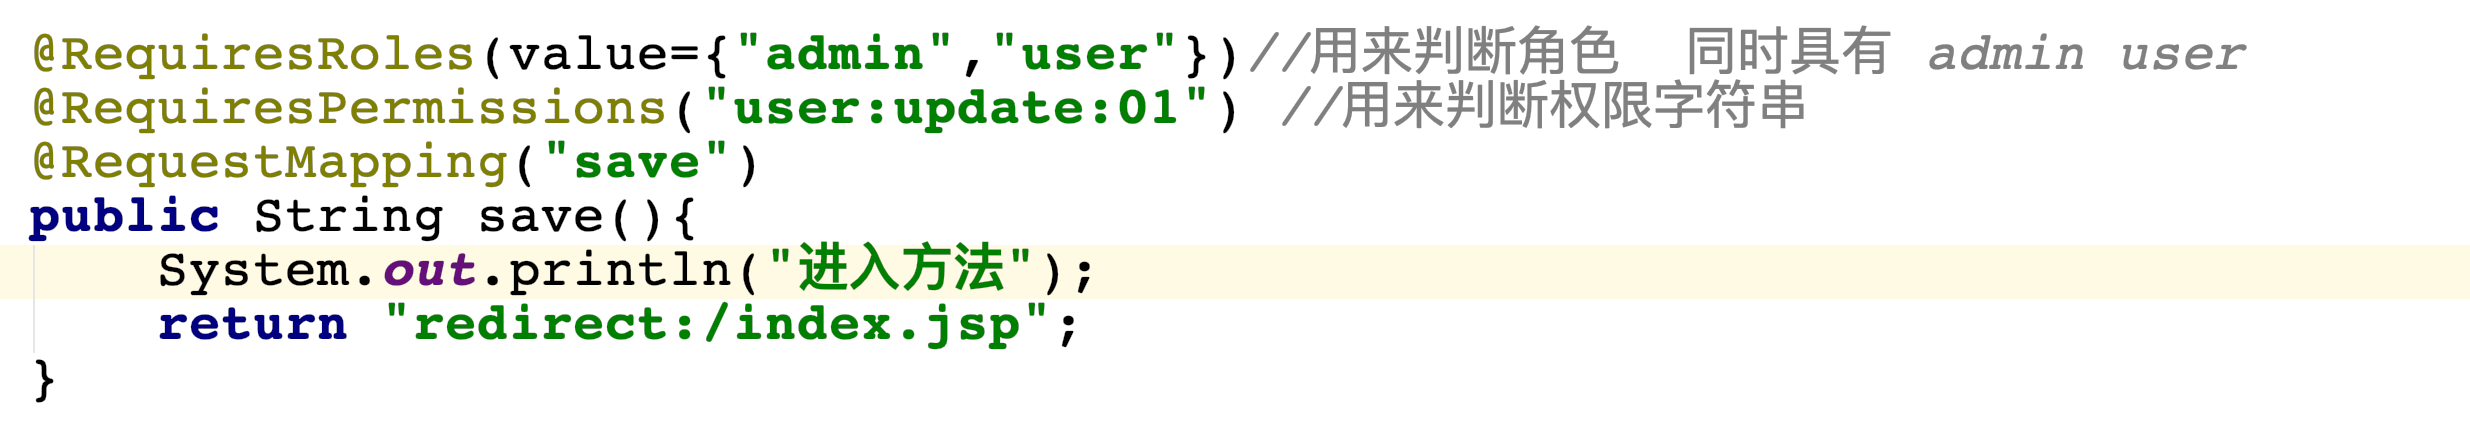 @RequiresRoles(value={"admin","user"})//用来判断角色  同时具有 admin user
@RequiresPermissions("user:update:01") //用来判断权限字符串
@RequestMapping("save")
public String save(){
    System.out.println("进入方法");
    return "redirect:/index.jsp";
}